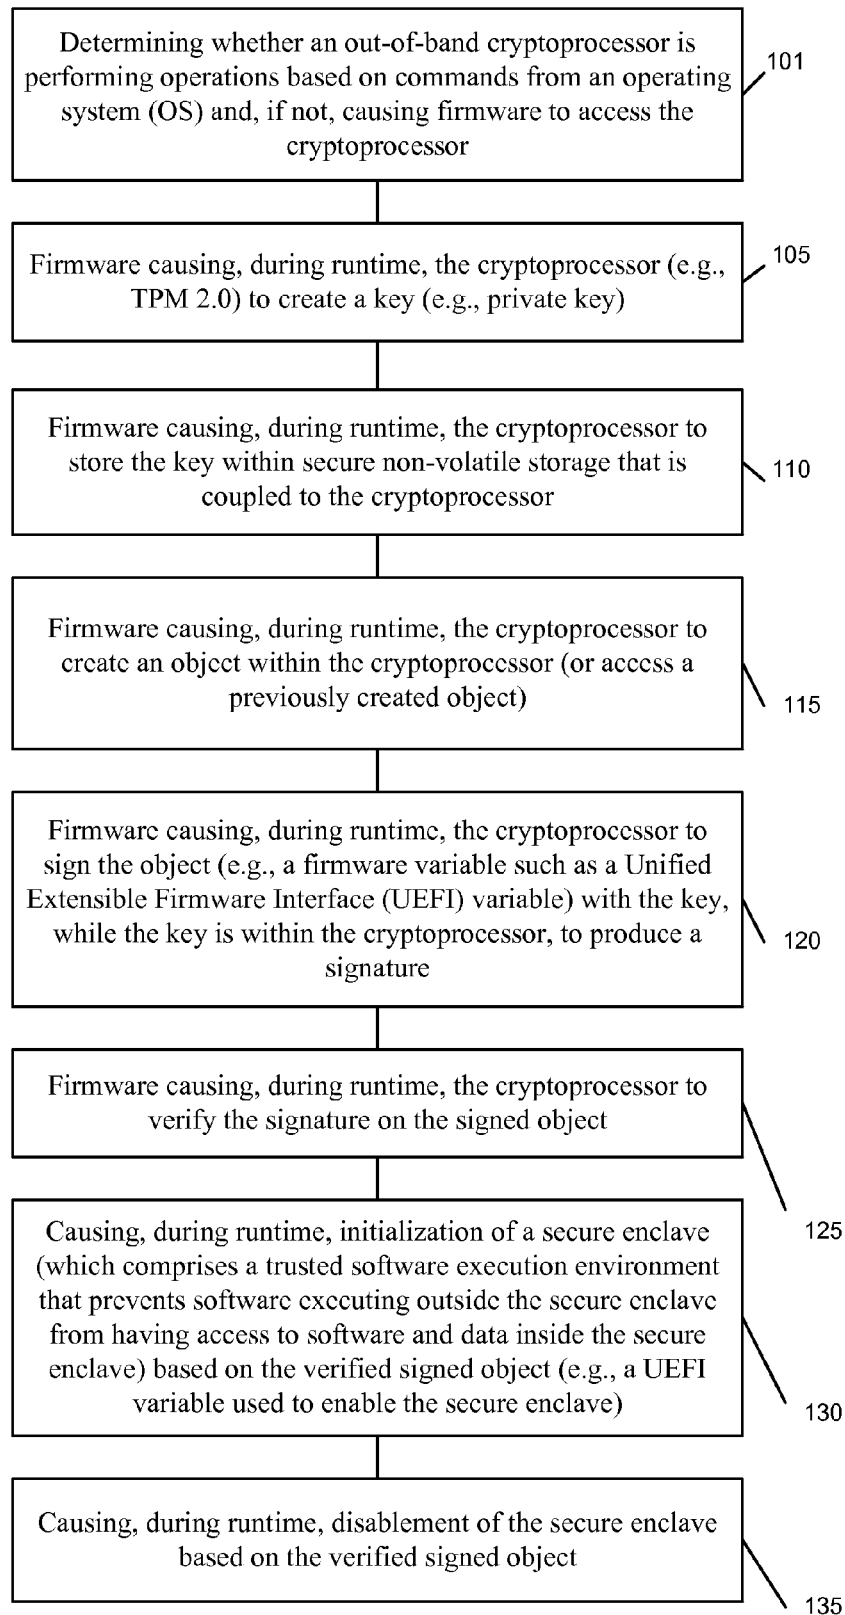 Determining whether an out-of-band cryptoprocessor is
performing operations based on commands from an operating
system (OS) and, if not, causing firmware to access the
cryptoprocessor
101
Firmware causing, during runtime, the cryptoprocessor (e.g.,
TPM 2.0) to create a key (e.g., private key)
105
Firmware causing, during runtime, the cryptoprocessor to
store the key within secure non-volatile storage that is
coupled to the cryptoprocessor
110
Firmware causing, during runtime, the cryptoprocessor to
create an object within the cryptoprocessor (or access a
previously created object)
115
Firmware causing, during runtime, the cryptoprocessor to
sign the object (e.g., a firmware variable such as a Unified
Extensible Firmware Interface (UEFI) variable) with the key,
while the key is within the cryptoprocessor, to produce a
signature
120
Firmware causing, during runtime, the cryptoprocessor to
verify the signature on the signed object
125
Causing, during runtime, initialization of a secure enclave
(which comprises a trusted software execution environment
that prevents software executing outside the secure enclave
from having access to software and data inside the secure
enclave) based on the verified signed object (e.g., a UEFI
variable used to enable the secure enclave)
130
Causing, during runtime, disablement of the secure enclave
based on the verified signed object
135